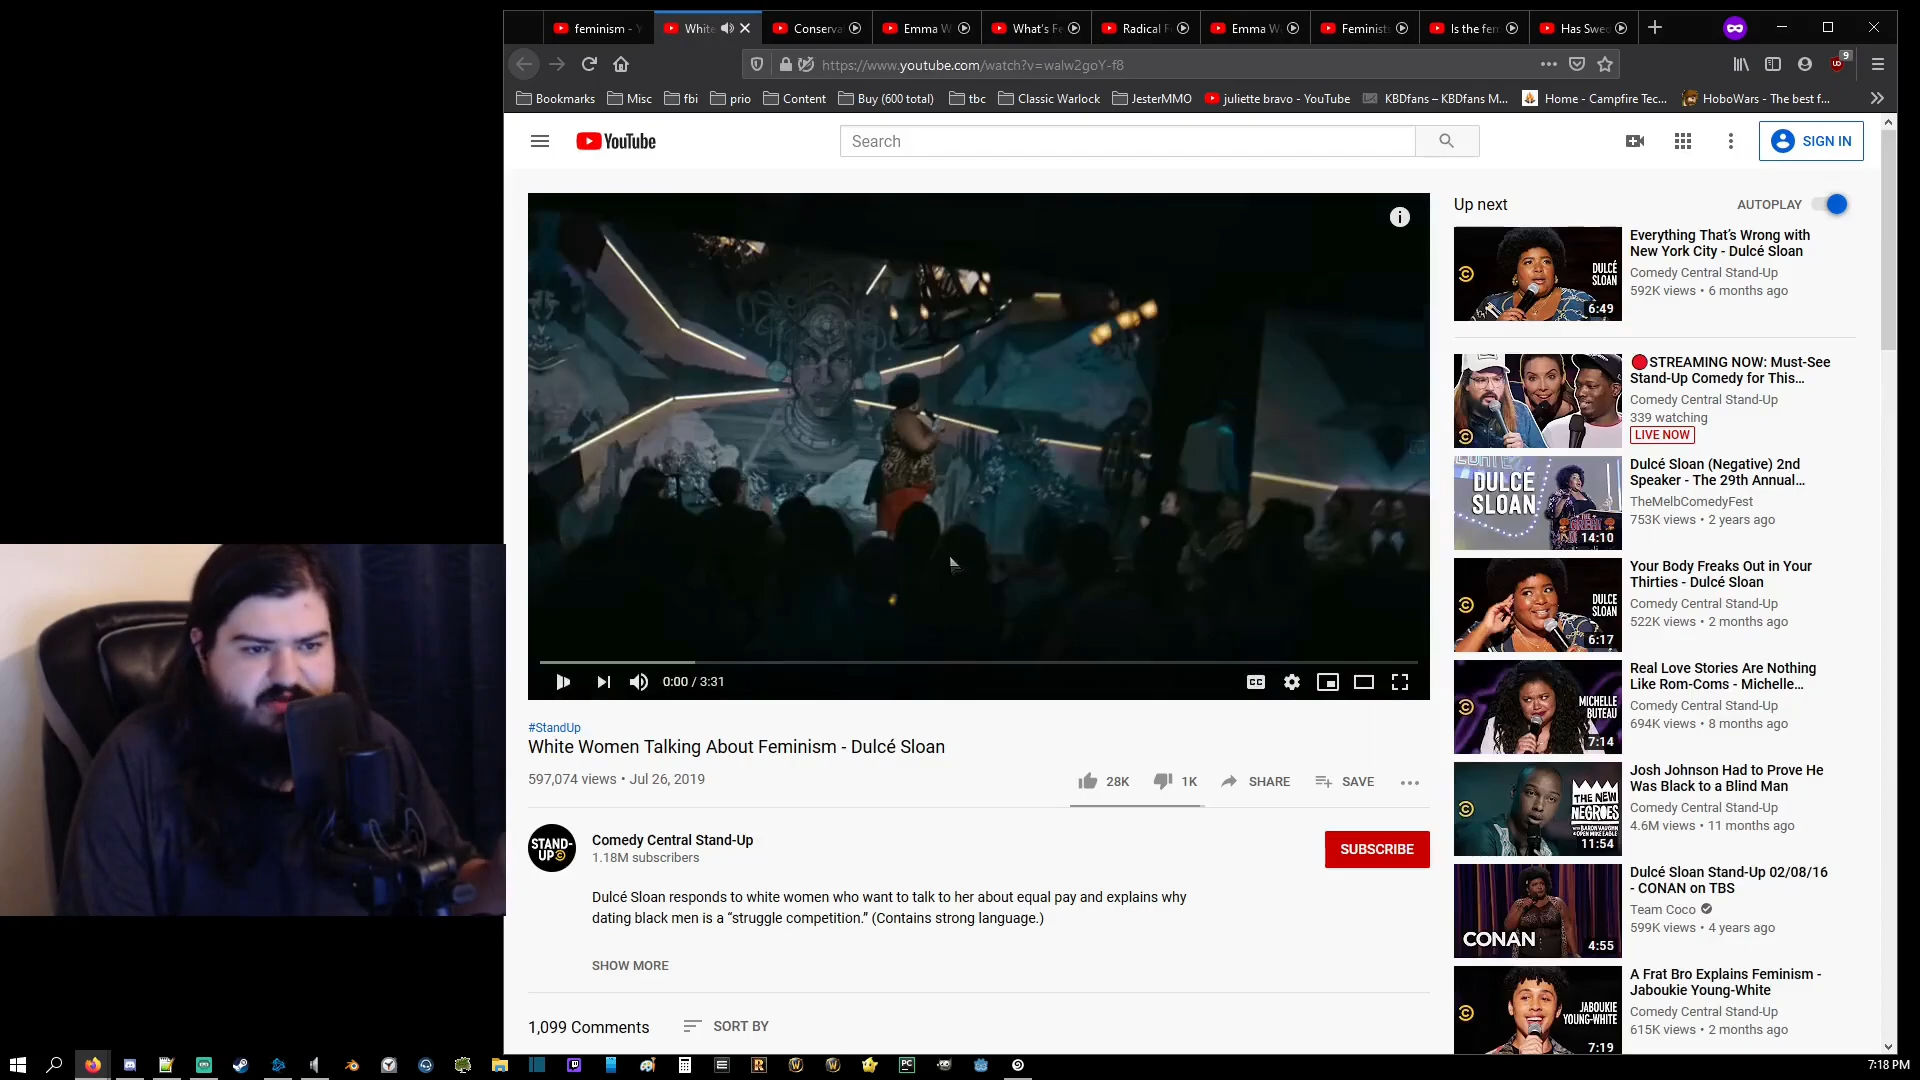 feminism -
White
Conserva
Emma W
What's Fe
Radical F
Emma W
Feminist
Is the fem
Has Swe
https://www.youtube.com/watch?v=walw2goY-f8
9
Bookmarks
Misc
fbi
prio
Content
Buy (600 total)
tbc
Classic Warlock
JesterMMO
juliette bravo - YouTube
KBDfans – KBDfans M...
Home - Campfire Tec...
HoboWars - The best f...
YouTube
Search
SIGN IN
Up next
AUTOPLAY
DULCÉ
SLOAN
6:49
Everything That's Wrong with
New York City - Dulcé Sloan
Comedy Central Stand-Up
592K views • 6 months ago
STREAMING NOW: Must-See
Stand-Up Comedy for This...
Comedy Central Stand-Up
339 watching
LIVE NOW
DULCÉ
SLOAN
14:10
Dulcé Sloan (Negative) 2nd
Speaker - The 29th Annual...
TheMelbComedyFest
753K views • 2 years ago
DULCE
SLOAN
6:17
Your Body Freaks Out in Your
Thirties - Dulcé Sloan
Comedy Central Stand-Up
522K views • 2 months ago
MICHELLE
BUTEAU
7:14
Real Love Stories Are Nothing
Like Rom-Coms - Michelle...
Comedy Central Stand-Up
694K views • 8 months ago
THE NEW
NEGROES
11:54
Josh Johnson Had to Prove He
Was Black to a Blind Man
Comedy Central Stand-Up
4.6M views • 11 months ago
CONAN
4:55
Dulcé Sloan Stand-Up 02/08/16
- CONAN on TBS
Team Coco
599K views • 4 years ago
JABOUKIE
YOUNG-WHITE
7:19
A Frat Bro Explains Feminism -
Jaboukie Young-White
Comedy Central Stand-Up
615K views • 2 months ago
0:00 / 3:31
CC
#StandUp
White Women Talking About Feminism - Dulcé Sloan
597,074 views • Jul 26, 2019
28K
1K
SHARE
SAVE
STAND-
UP
Comedy Central Stand-Up
1.18M subscribers
SUBSCRIBE
Dulcé Sloan responds to white women who want to talk to her about equal pay and explains why
dating black men is a “struggle competition.” (Contains strong language.)
SHOW MORE
1,099 Comments
SORT BY
7:18 PM